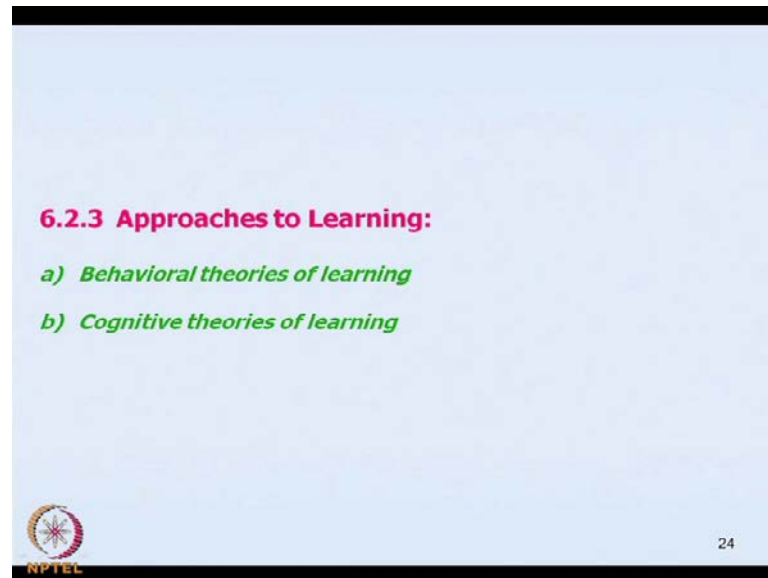 6.2.3 Approaches to Learning:
a) Behavioral theories of learning
b) Cognitive theories of learning
NPTEL
24